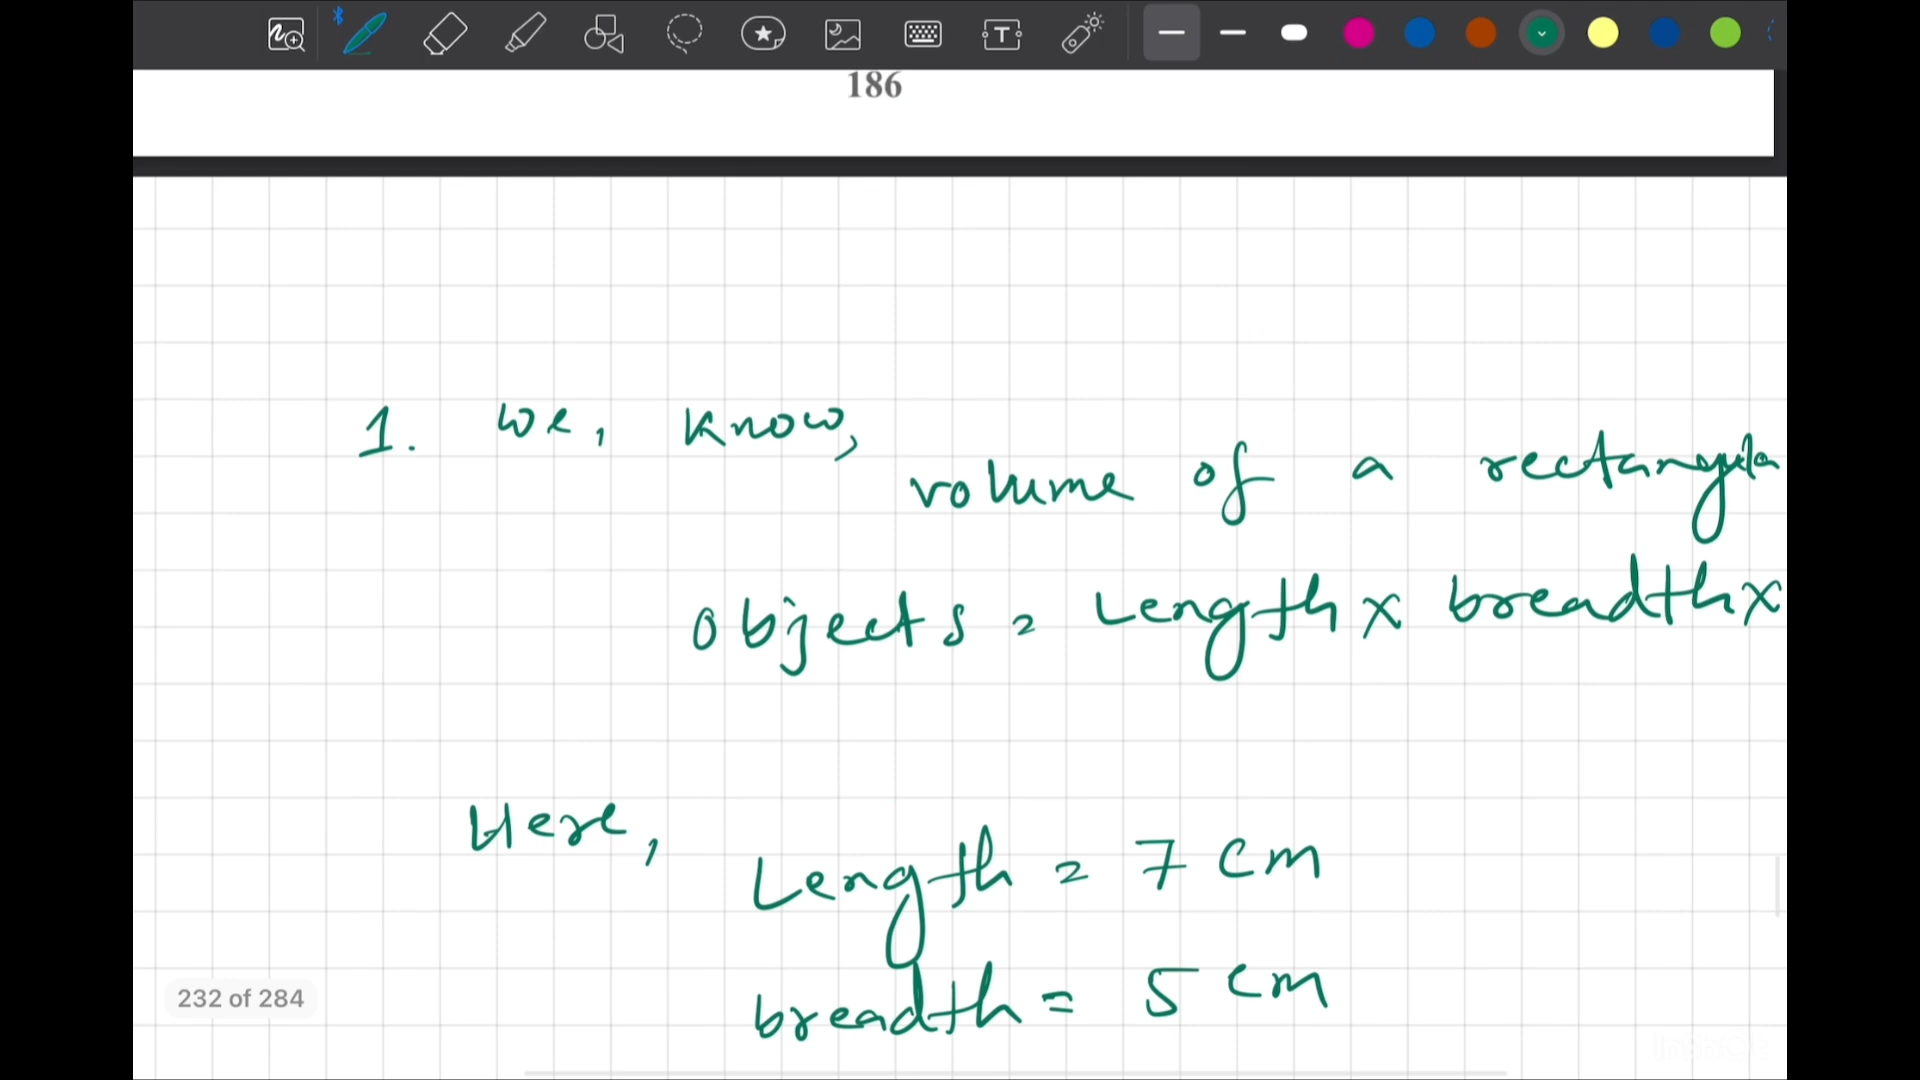 186
1. we, know,
volume of a rectangula
objects = Length x breadth x
Here,
Length = 7 cm
breadth = 5 cm
232 of 284